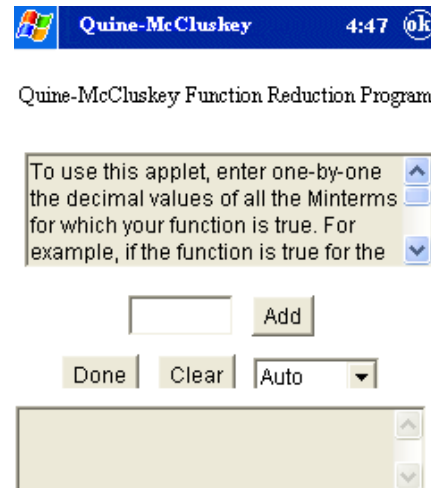 Quine-McCluskey 4:47 ok
Quine-McCluskey Function Reduction Program
To use this applet, enter one-by-one
the decimal values of all the Minterms
for which your function is true. For
example, if the function is true for the
Add
Done Clear Auto